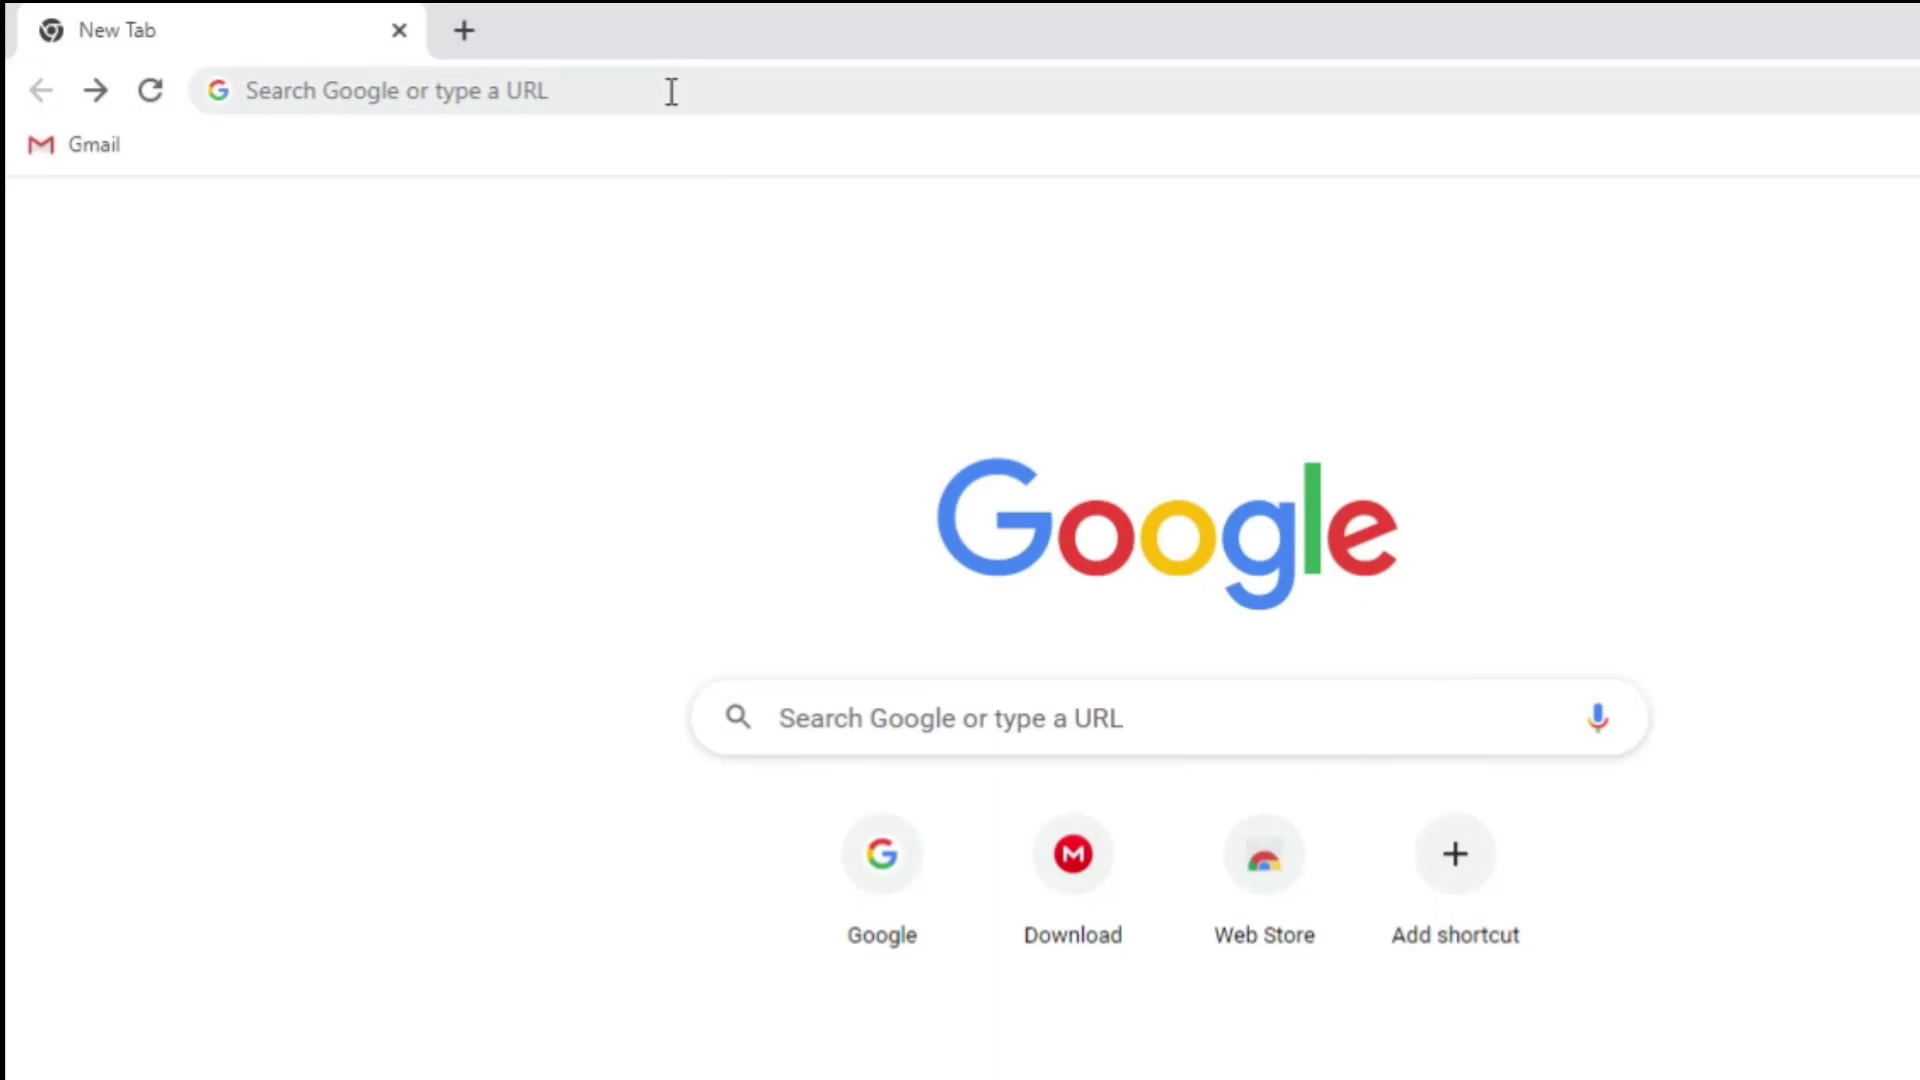 New Tab
Search Google or type a URL
Gmail
Google
Search Google or type a URL
Google
Download
Web Store
Add shortcut